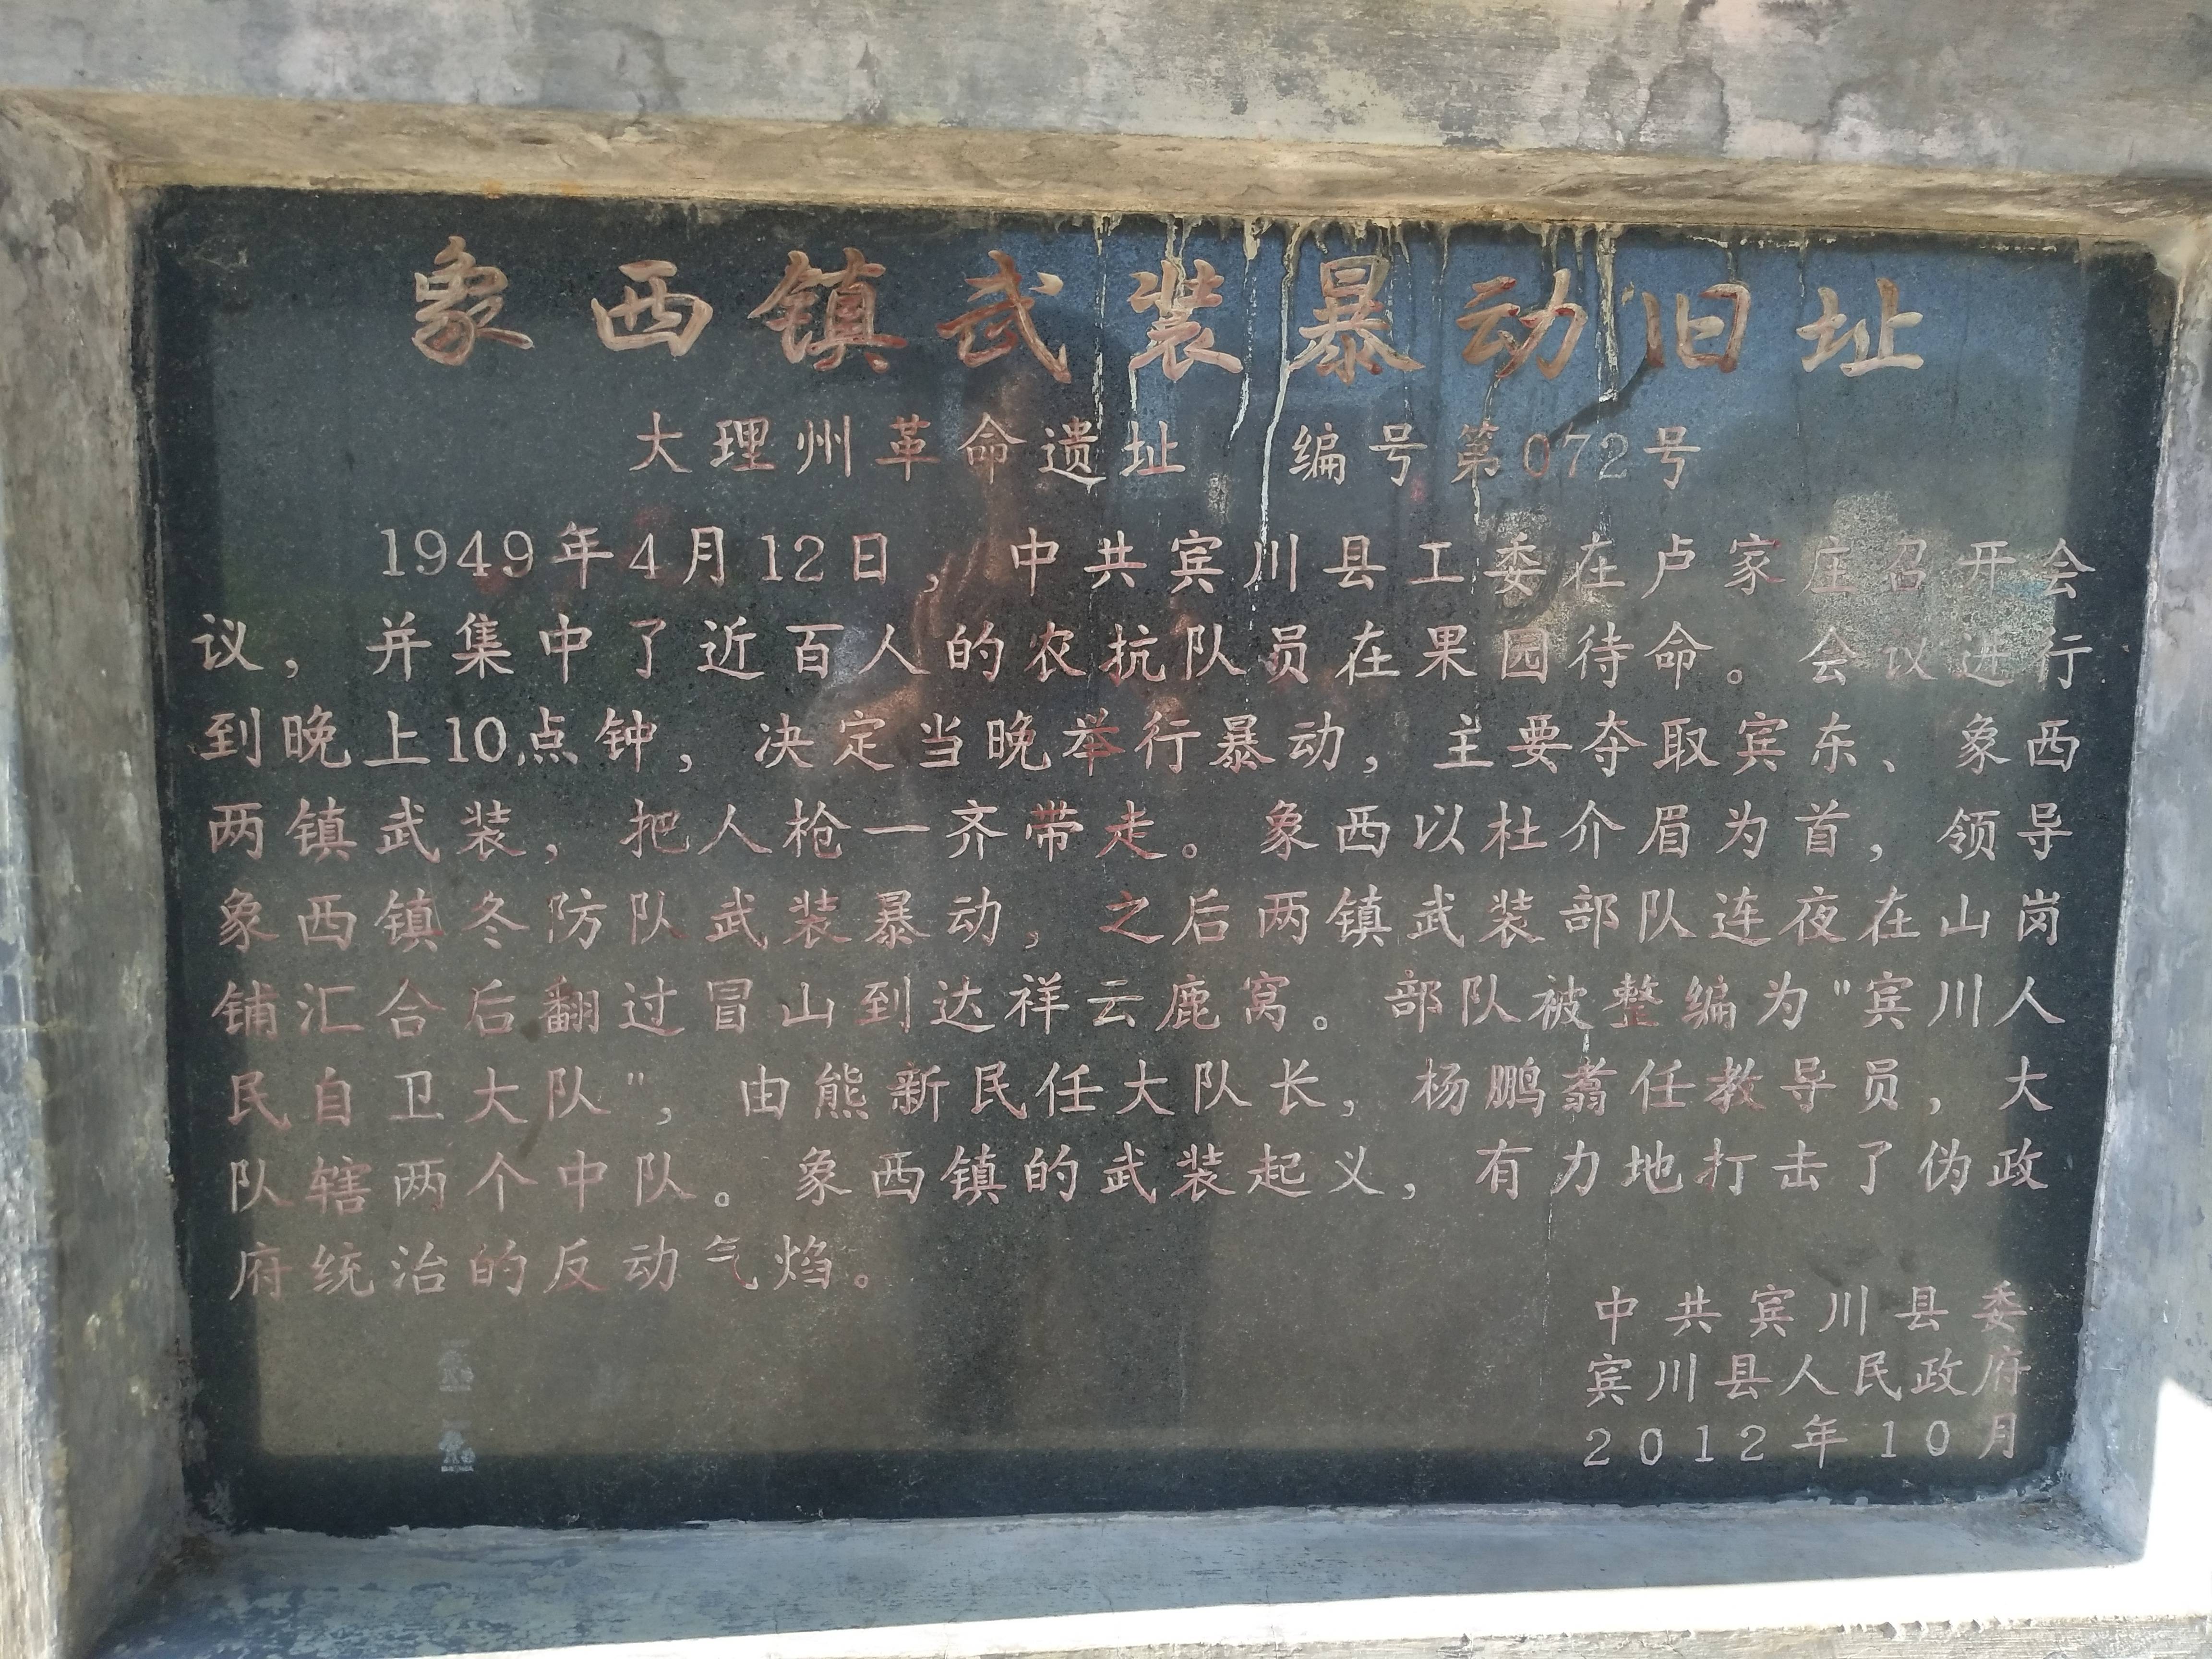 象西镇武装暴动旧址
大理州革命遗址 编号第072号
1949年4月12日，中共宾川县工委在卢家庄召开会
议，并集中了近百人的农抗队员在果园待命。会议进行
到晚上10点钟，决定当晚举行暴动，主要夺取宾东、象西
两镇武装，把人枪一齐带走。象西以杜介眉为首，领导
象西镇冬防队武装暴动，之后两镇武装部队连夜在山岗
铺汇合后翻过冒山到达祥云鹿窝。部队被整编为"宾川人
民自卫大队"，由熊新民任大队长，杨鹏翥任教导员，大
队辖两个中队。象西镇的武装起义，有力地打击了伪政
府统治的反动气焰。
中共宾川县委
宾川县人民政府
2012年10月